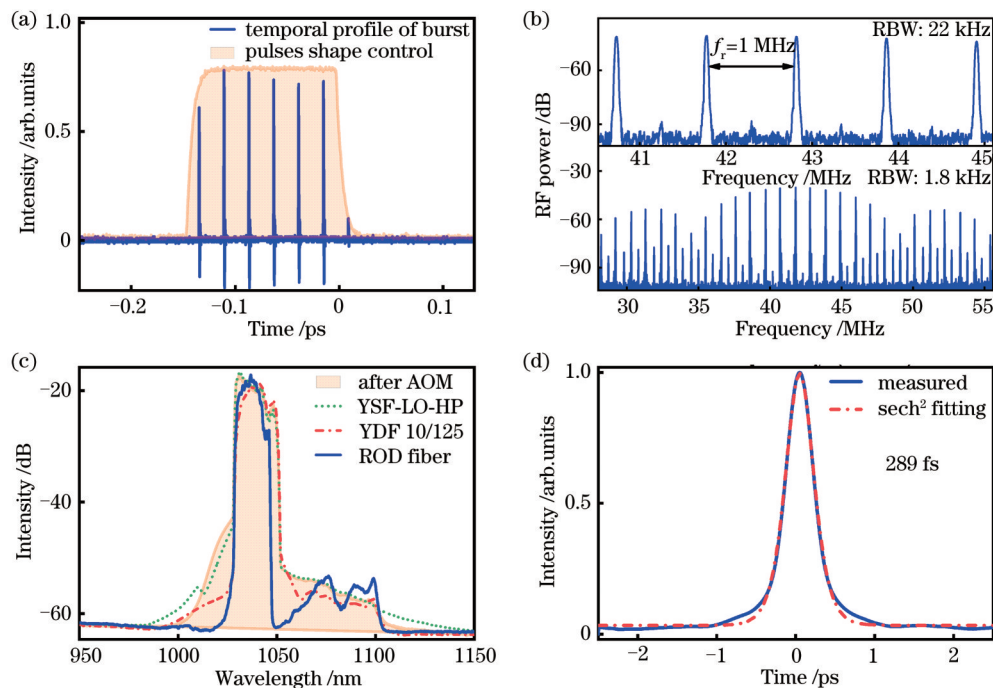 (a)
1.0
0.5
0
Intensity /arb.units
temporal profile of burst
pulses shape control
−0.2
−0.1
0
0.1
Time /ps
(b)
RBW: 22 kHz
fr=1 MHz
−60
−90
41
42
43
44
45
Frequency /MHz
RBW: 1.8 kHz
RF power /dB
−30
−60
−90
30
35
40
45
50
55
Frequency /MHz
(c)
−20
−40
−60
Intensity /dB
after AOM
YSF-LO-HP
YDF 10/125
ROD fiber
950
1000
1050
1100
1150
Wavelength /nm
(d)
1.0
0.5
0
Intensity /arb.units
measured
sech² fitting
289 fs
−2
−1
0
1
2
Time /ps